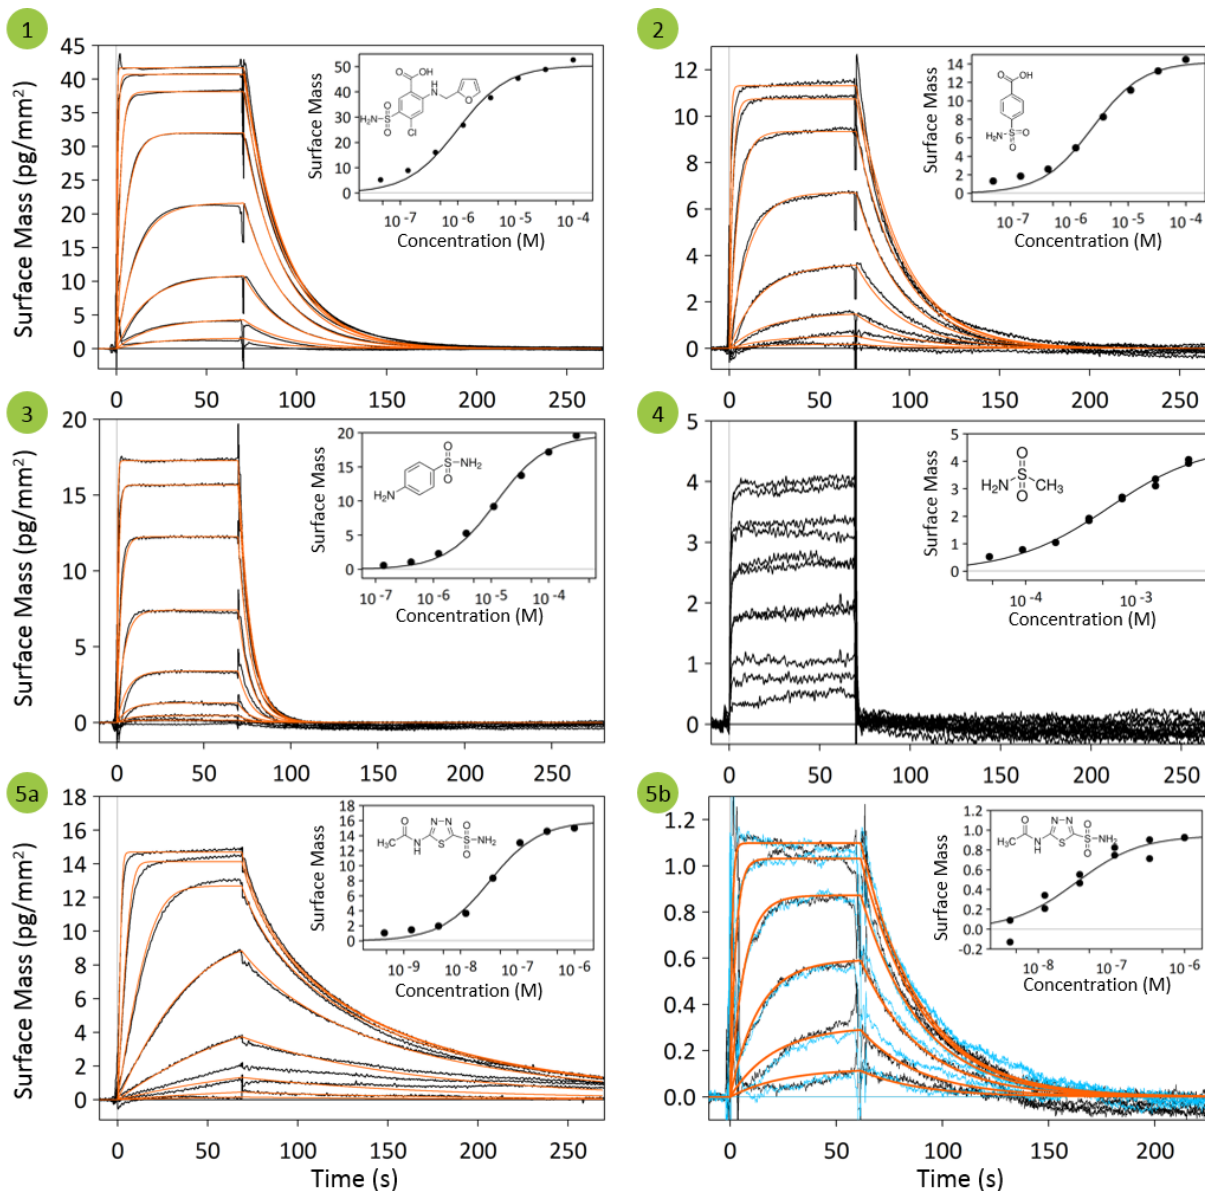 1
Surface Mass (pg/mm²)
45
40
35
30
25
20
15
10
5
0
0 50 100 150 200 250
Surface Mass
50
40
30
20
10
0
10⁻⁷ 10⁻⁶ 10⁻⁵ 10⁻⁴
Concentration (M)
O OH H N O O S O H₂N Cl
2
12
10
8
6
4
2
0
0 50 100 150 200 250
Surface Mass
14
12
10
8
6
4
2
0
10⁻⁷ 10⁻⁶ 10⁻⁵ 10⁻⁴
Concentration (M)
O OH H₂N S O O
3
Surface Mass (pg/mm²)
20
15
10
5
0
0 50 100 150 200 250
Surface Mass
20
15
10
5
0
10⁻⁷ 10⁻⁶ 10⁻⁵ 10⁻⁴
Concentration (M)
O S NH₂ O H₂N
4
5
4
3
2
1
0
0 50 100 150 200 250
Surface Mass
5
4
3
2
1
0
10⁻⁴ 10⁻³
Concentration (M)
O H₂N S CH₃ O
5a
Surface Mass (pg/mm²)
18
16
14
12
10
8
6
4
2
0
0 50 100 150 200 250
Time (s)
Surface Mass
18
16
14
12
10
8
6
4
2
0
10⁻⁹ 10⁻⁸ 10⁻⁷ 10⁻⁶
Concentration (M)
O H₃C N H N N S O S NH₂ O
5b
1.2
1.0
0.8
0.6
0.4
0.2
0.0
0 50 100 150 200
Time (s)
Surface Mass
1.2
1.0
0.8
0.6
0.4
0.2
0.0
-0.2
10⁻⁸ 10⁻⁷ 10⁻⁶
Concentration (M)
O H₃C N H N N S O S NH₂ O